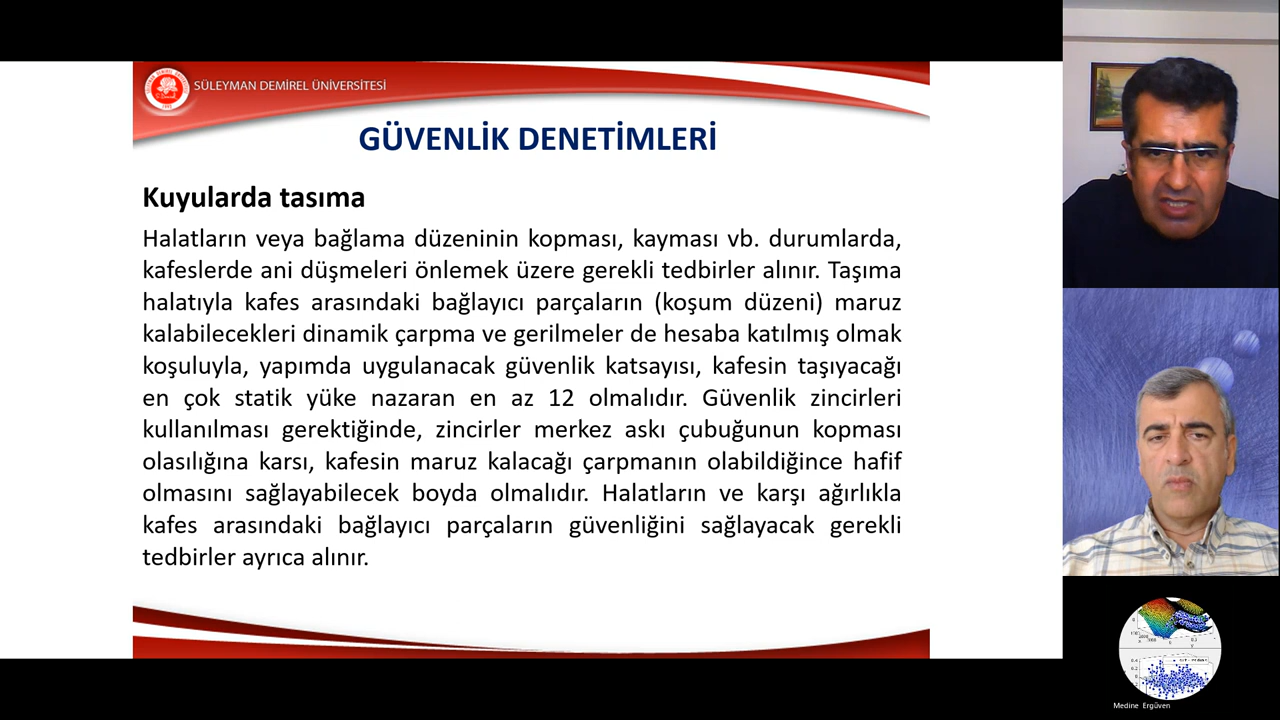 SÜLEYMAN DEMİREL ÜNİVERSİTESİ
GÜVENLİK DENETİMLERİ
Kuyularda tasıma
Halatların veya bağlama düzeninin kopması, kayması vb. durumlarda,
kafeslerde ani düşmeleri önlemek üzere gerekli tedbirler alınır. Taşıma
halatıyla kafes arasındaki bağlayıcı parçaların (koşum düzeni) maruz
kalabilecekleri dinamik çarpma ve gerilmeler de hesaba katılmış olmak
koşuluyla, yapımda uygulanacak güvenlik katsayısı, kafesin taşıyacağı
en çok statik yüke nazaran en az 12 olmalıdır. Güvenlik zincirleri
kullanılması gerektiğinde, zincirler merkez askı çubuğunun kopması
olasılığına karsı, kafesin maruz kalacağı çarpmanın olabildiğince hafif
olmasını sağlayabilecek boyda olmalıdır. Halatların ve karşı ağırlıkla
kafes arasındaki bağlayıcı parçaların güvenliğini sağlayacak gerekli
tedbirler ayrıca alınır.
Medine Ergüven